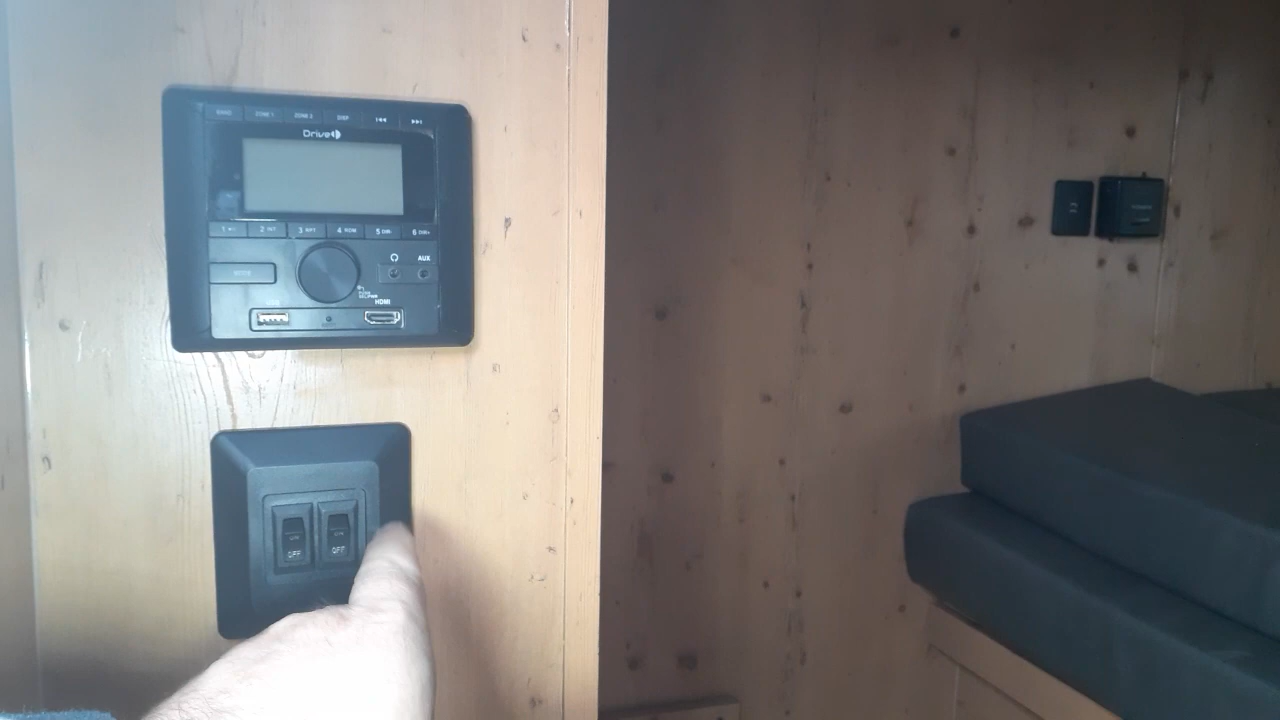 BAND ZONE 1 ZONE 2 DISP
Drive
1 2 INT 3 RPT 4 RDM 5 DIR- 6 DIR+
MODE AUX
USB HDMI
ON ON
OFF OFF